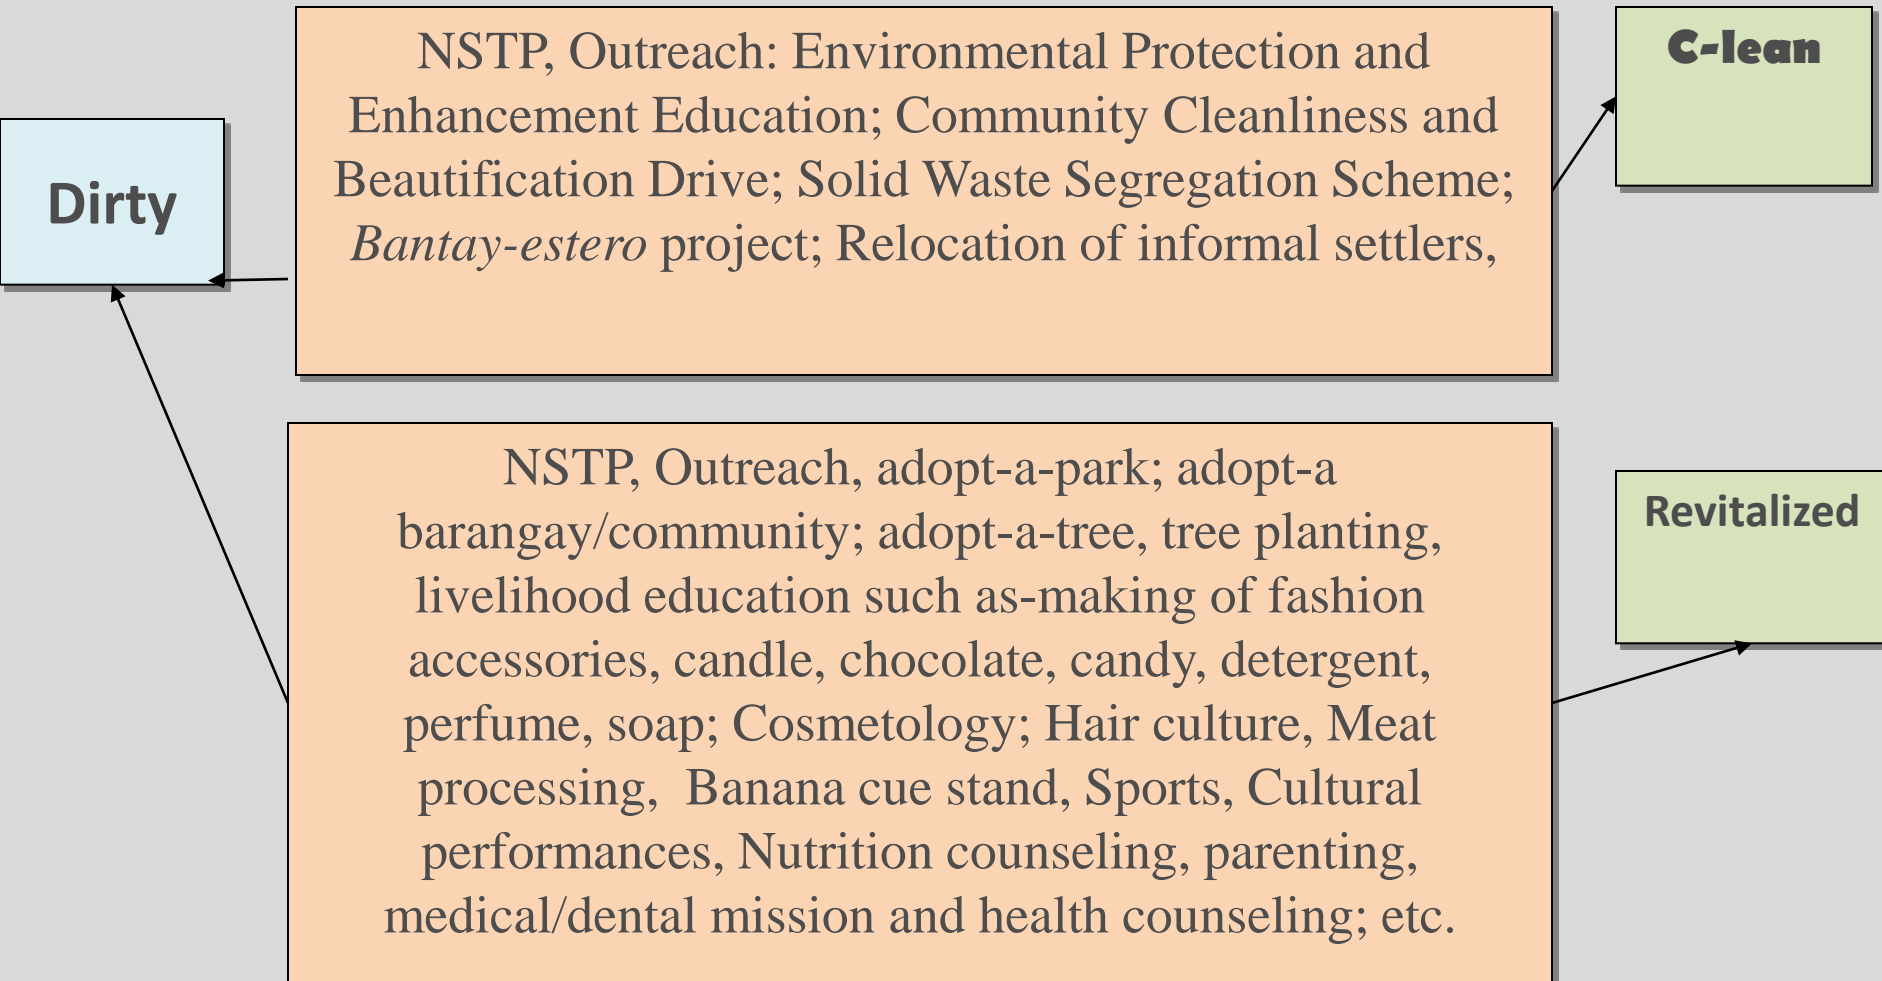 Dirty
NSTP, Outreach: Environmental Protection and
Enhancement Education; Community Cleanliness and
Beautification Drive; Solid Waste Segregation Scheme;
Bantay-estero project; Relocation of informal settlers,
C-lean
NSTP, Outreach, adopt-a-park; adopt-a
barangay/community; adopt-a-tree, tree planting,
livelihood education such as-making of fashion
accessories, candle, chocolate, candy, detergent,
perfume, soap; Cosmetology; Hair culture, Meat
processing,  Banana cue stand, Sports, Cultural
performances, Nutrition counseling, parenting,
medical/dental mission and health counseling; etc.
Revitalized